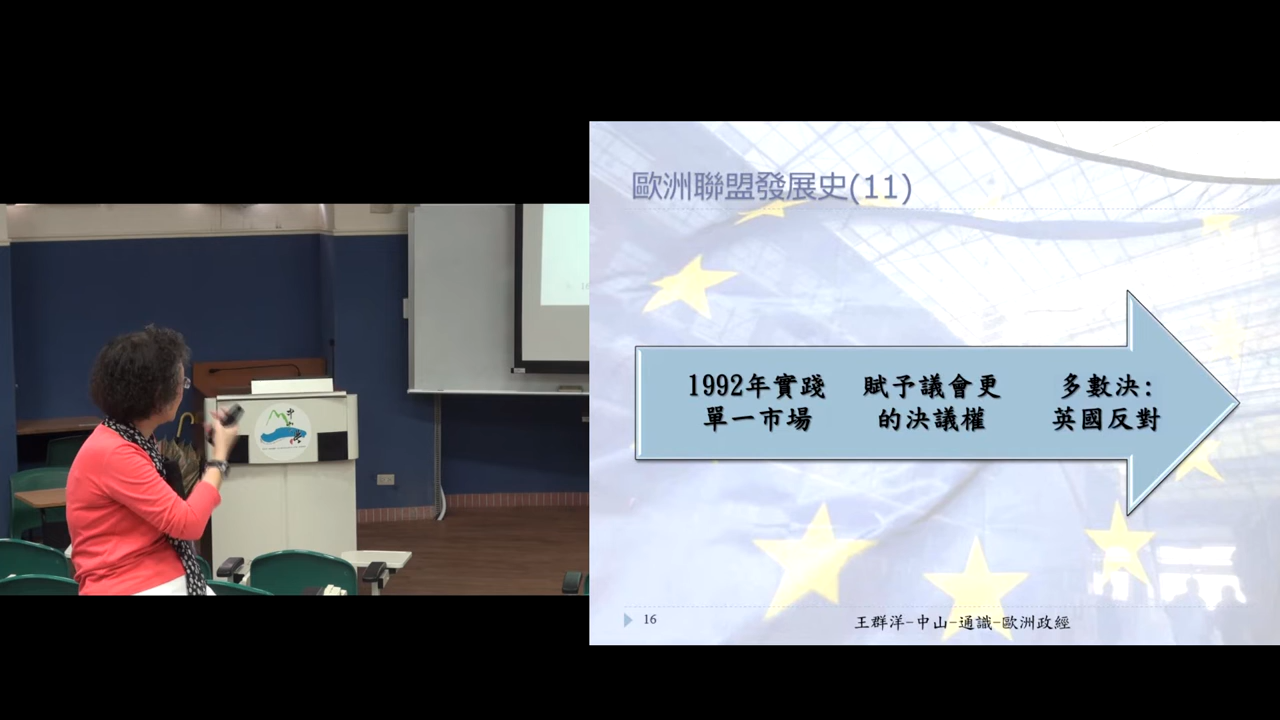 歐洲聯盟發展史(11)
1992年實踐
單一市場
賦予議會更
的決議權
多數決:
英國反對
16
王群洋-中山-通識-歐洲政經